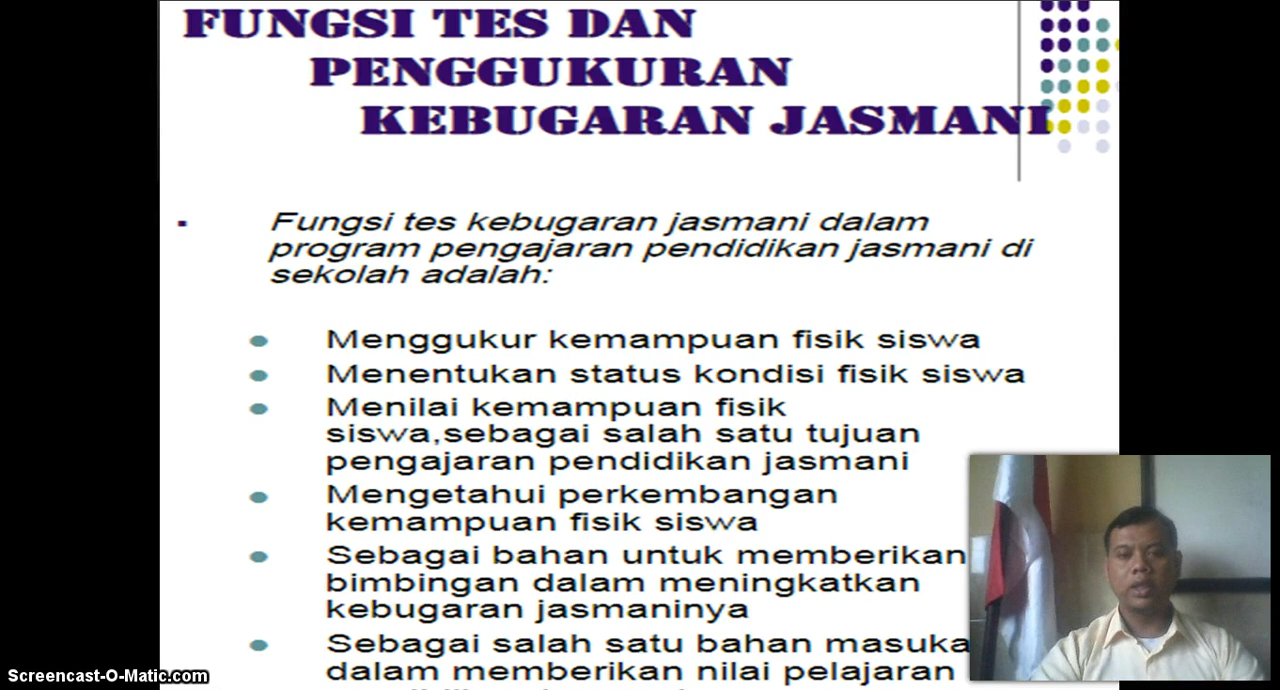 FUNGSI TES DAN
PENGGUKURAN
KEBUGARAN JASMANI
Fungsi tes kebugaran jasmani dalam
program pengajaran pendidikan jasmani di
sekolah adalah:
Menggukur kemampuan fisik siswa
Menentukan status kondisi fisik siswa
Menilai kemampuan fisik
siswa,sebagai salah satu tujuan
pengajaran pendidikan jasmani
Mengetahui perkembangan
kemampuan fisik siswa
Sebagai bahan untuk memberikan
bimbingan dalam meningkatkan
kebugaran jasmaninya
Sebagai salah satu bahan masuka
dalam memberikan nilai pelajaran
Screencast-O-Matic.com